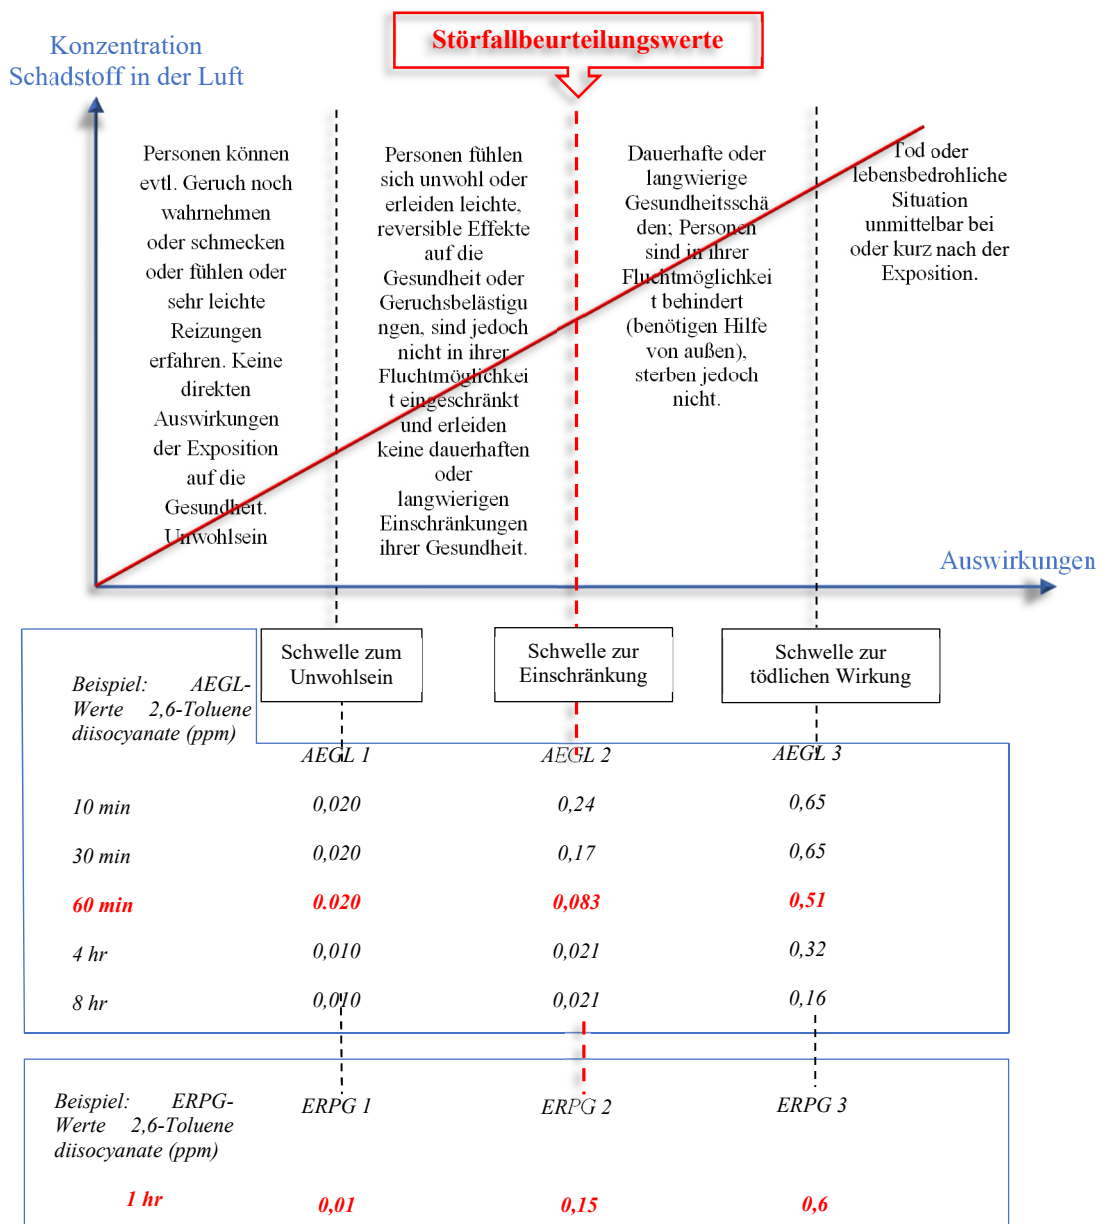 Störfallbeurteilungswerte
Konzentration
Schadstoff in der Luft
Personen können
evtl. Geruch noch
wahrnehmen
oder schmecken
oder fühlen oder
sehr leichte
Reizungen
erfahren. Keine
direkten
Auswirkungen
der Exposition
auf die
Gesundheit.
Unwohlsein
Personen fühlen
sich unwohl oder
erleiden leichte,
reversible Effekte
auf die
Gesundheit oder
Geruchsbelästigu
ngen, sind jedoch
nicht in ihrer
Fluchtmöglichkei
t eingeschränkt
und erleiden
keine dauerhaften
oder
langwierigen
Einschränkungen
ihrer Gesundheit.
Dauerhafte oder
langwierige
Gesundheitsschä
den; Personen
sind in ihrer
Fluchtmöglichkei
t behindert
(benötigen Hilfe
von außen),
sterben jedoch
nicht.
Tod oder
lebensbedrohliche
Situation
unmittelbar bei
oder kurz nach der
Exposition.
Auswirkungen
Schwelle zum
Unwohlsein
Schwelle zur
Einschränkung
Schwelle zur
tödlichen Wirkung
Beispiel: AEGL-
Werte 2,6-Toluene
diisocyanate (ppm)
AEGL 1 AEGL 2 AEGL 3
10 min 0,020 0,24 0,65
30 min 0,020 0,17 0,65
60 min 0.020 0,083 0,51
4 hr 0,010 0,021 0,32
8 hr 0,010 0,021 0,16
Beispiel: ERPG-
Werte 2,6-Toluene
diisocyanate (ppm)
ERPG 1 ERPG 2 ERPG 3
1 hr 0,01 0,15 0,6